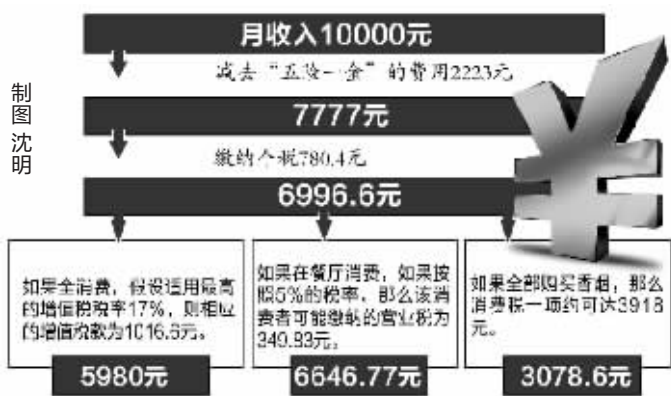 月收入10000元
减去“五险一金”的费用2223元
7777元
缴纳个税780.4元
6996.6元
制图 沈明
如果全消费，假设适用最高
的增值税税率17%，则相应
的增值税款为1016.6元。
5980元
如果在餐厅消费，如果按
照5%的税率，那么该消
费者可能缴纳的营业税为
349.83元。
6646.77元
如果全部购买香烟，那么
消费税一项约可达3918
元。
3078.6元